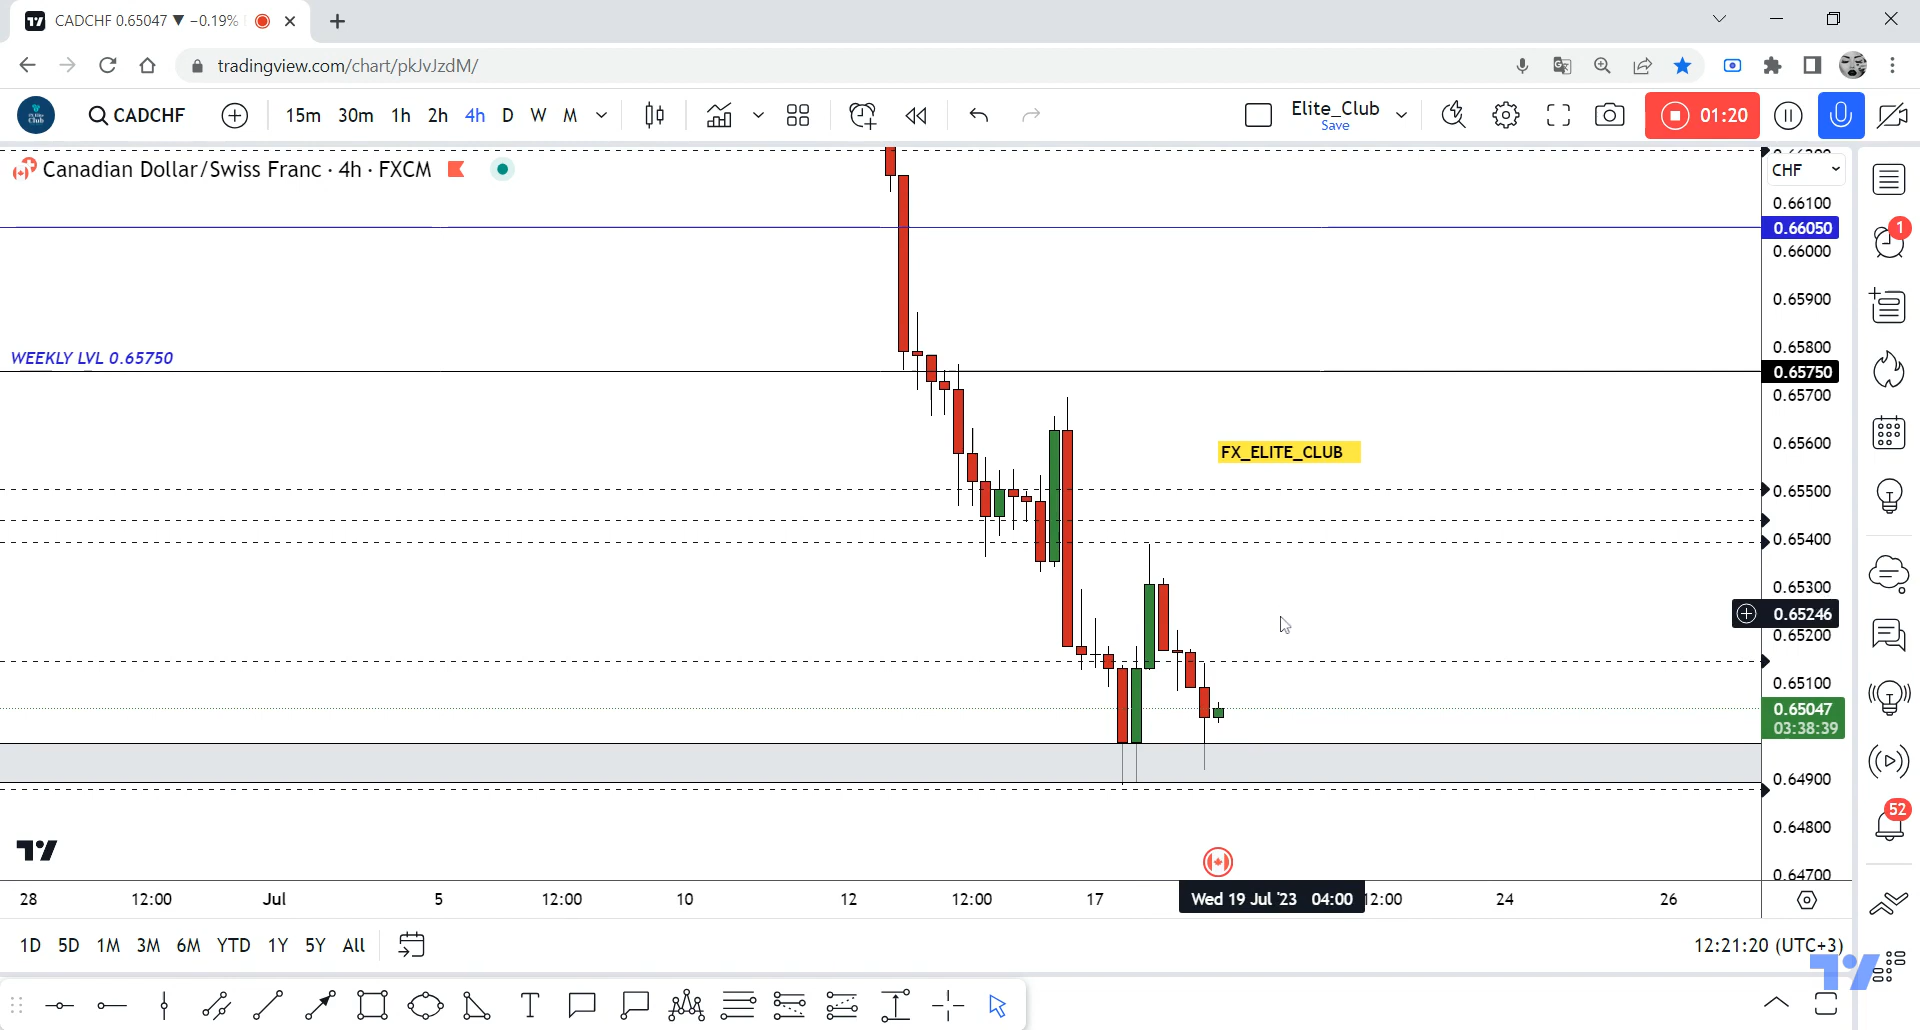 CADCHF 0.65047 ▼ −0.19%
tradingview.com/chart/pkJvJzdM/
CADCHF 15m 30m 1h 2h 4h D W M Elite_Club Save 01:20
Canadian Dollar/Swiss Franc · 4h · FXCM
CHF
0.66100
0.66050
0.66000
1
0.65900
0.65800
WEEKLY LVL 0.65750
0.65750
0.65700
0.65600
FX_ELITE_CLUB
0.65500
0.65400
0.65300
0.65246
0.65200
0.65100
0.65047
03:38:39
0.64900
0.64800
52
0.64700
28 12:00 Jul 5 12:00 10 12 12:00 17 Wed 19 Jul '23 04:00 12:00 24 26
1D 5D 1M 3M 6M YTD 1Y 5Y All 12:21:20 (UTC+3)